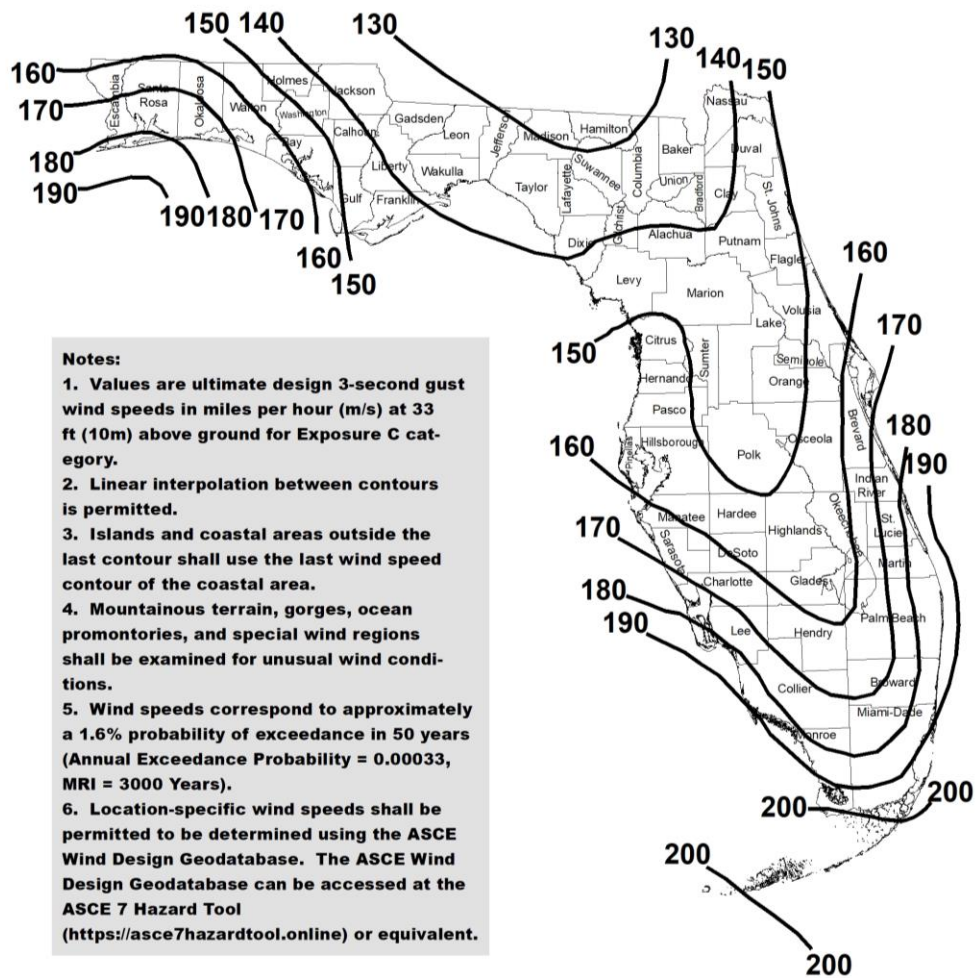 150 140
130
130
140
150
160
170
180
190
190 180 170
160
150
Escambia
Santa
Rosa
Okaloosa
Walton
Holmes
Washington
Bay
Jackson
Calhoun
Gulf
Liberty
Gadsden
Franklin
Leon
Wakulla
Jefferson
Madison
Taylor
Hamilton
Suwannee
Lafayette
Dixie
Columbia
Gilchrist
Baker
Union
Bradford
Alachua
Nassau
Duval
Clay
St. Johns
Putnam
Flagler
Levy
Marion
Volusia
Lake
Citrus
Sumter
Seminole
Hernando
Orange
Pasco
Brevard
Osceola
Hillsborough
Pinellas
Polk
Indian
River
Manatee
Hardee
Okeechobee
St.
Lucie
Highlands
Sarasota
DeSoto
Martin
Charlotte
Glades
Palm Beach
Lee
Hendry
Collier
Broward
Miami-Dade
Monroe
160
170
180
190
150
160
170
180
190
200
200
200
200
Notes:
1. Values are ultimate design 3-second gust
wind speeds in miles per hour (m/s) at 33
ft (10m) above ground for Exposure C cat-
egory.
2. Linear interpolation between contours
is permitted.
3. Islands and coastal areas outside the
last contour shall use the last wind speed
contour of the coastal area.
4. Mountainous terrain, gorges, ocean
promontories, and special wind regions
shall be examined for unusual wind condi-
tions.
5. Wind speeds correspond to approximately
a 1.6% probability of exceedance in 50 years
(Annual Exceedance Probability = 0.00033,
MRI = 3000 Years).
6. Location-specific wind speeds shall be
permitted to be determined using the ASCE
Wind Design Geodatabase. The ASCE Wind
Design Geodatabase can be accessed at the
ASCE 7 Hazard Tool
(https://asce7hazardtool.online) or equivalent.